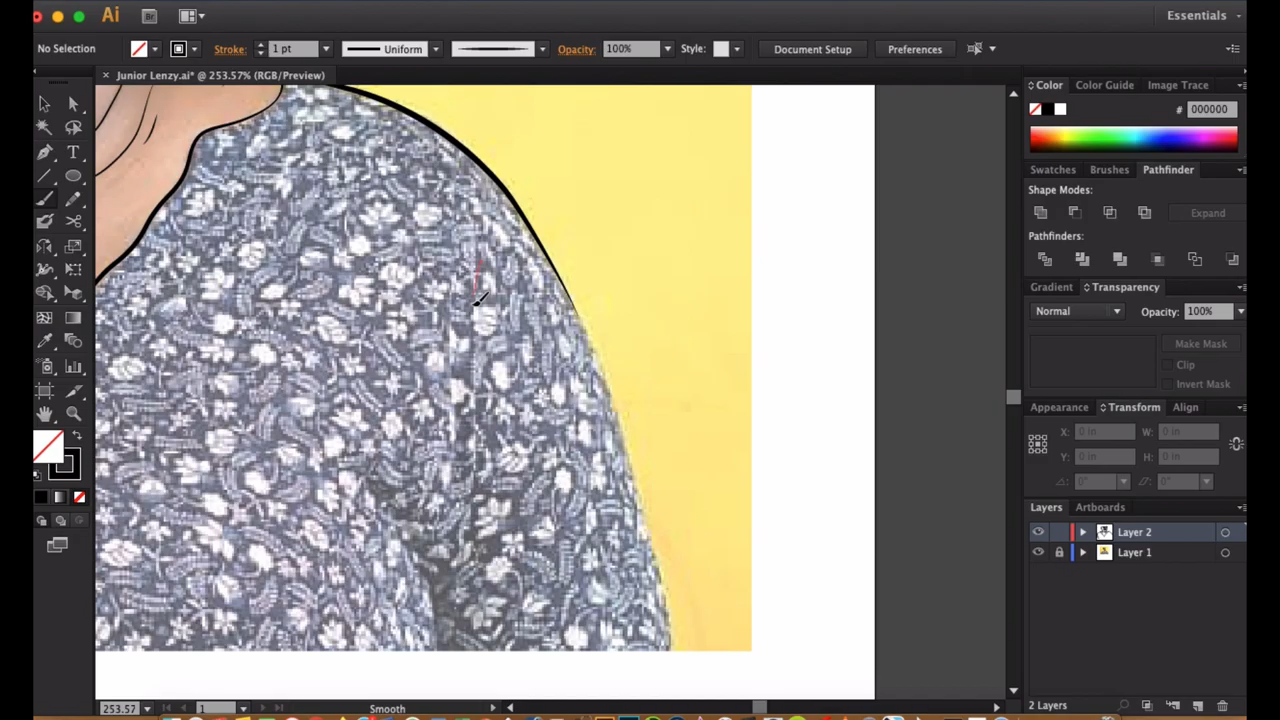 Ai Br Essentials
No Selection Stroke: 1 pt Uniform Opacity: 100% Style: Document Setup Preferences
× Junior Lenzy.ai* @ 253.57% (RGB/Preview)
Color Color Guide Image Trace
# 000000
Swatches Brushes Pathfinder
Shape Modes:
Expand
Pathfinders:
Gradient Transparency
Normal Opacity: 100%
Make Mask
Clip
Invert Mask
Appearance Transform Align
X: 0 in W: 0 in
Y: 0 in H: 0 in
0° 0°
Layers Artboards
Layer 2
Layer 1
253.57 1 Smooth
2 Layers